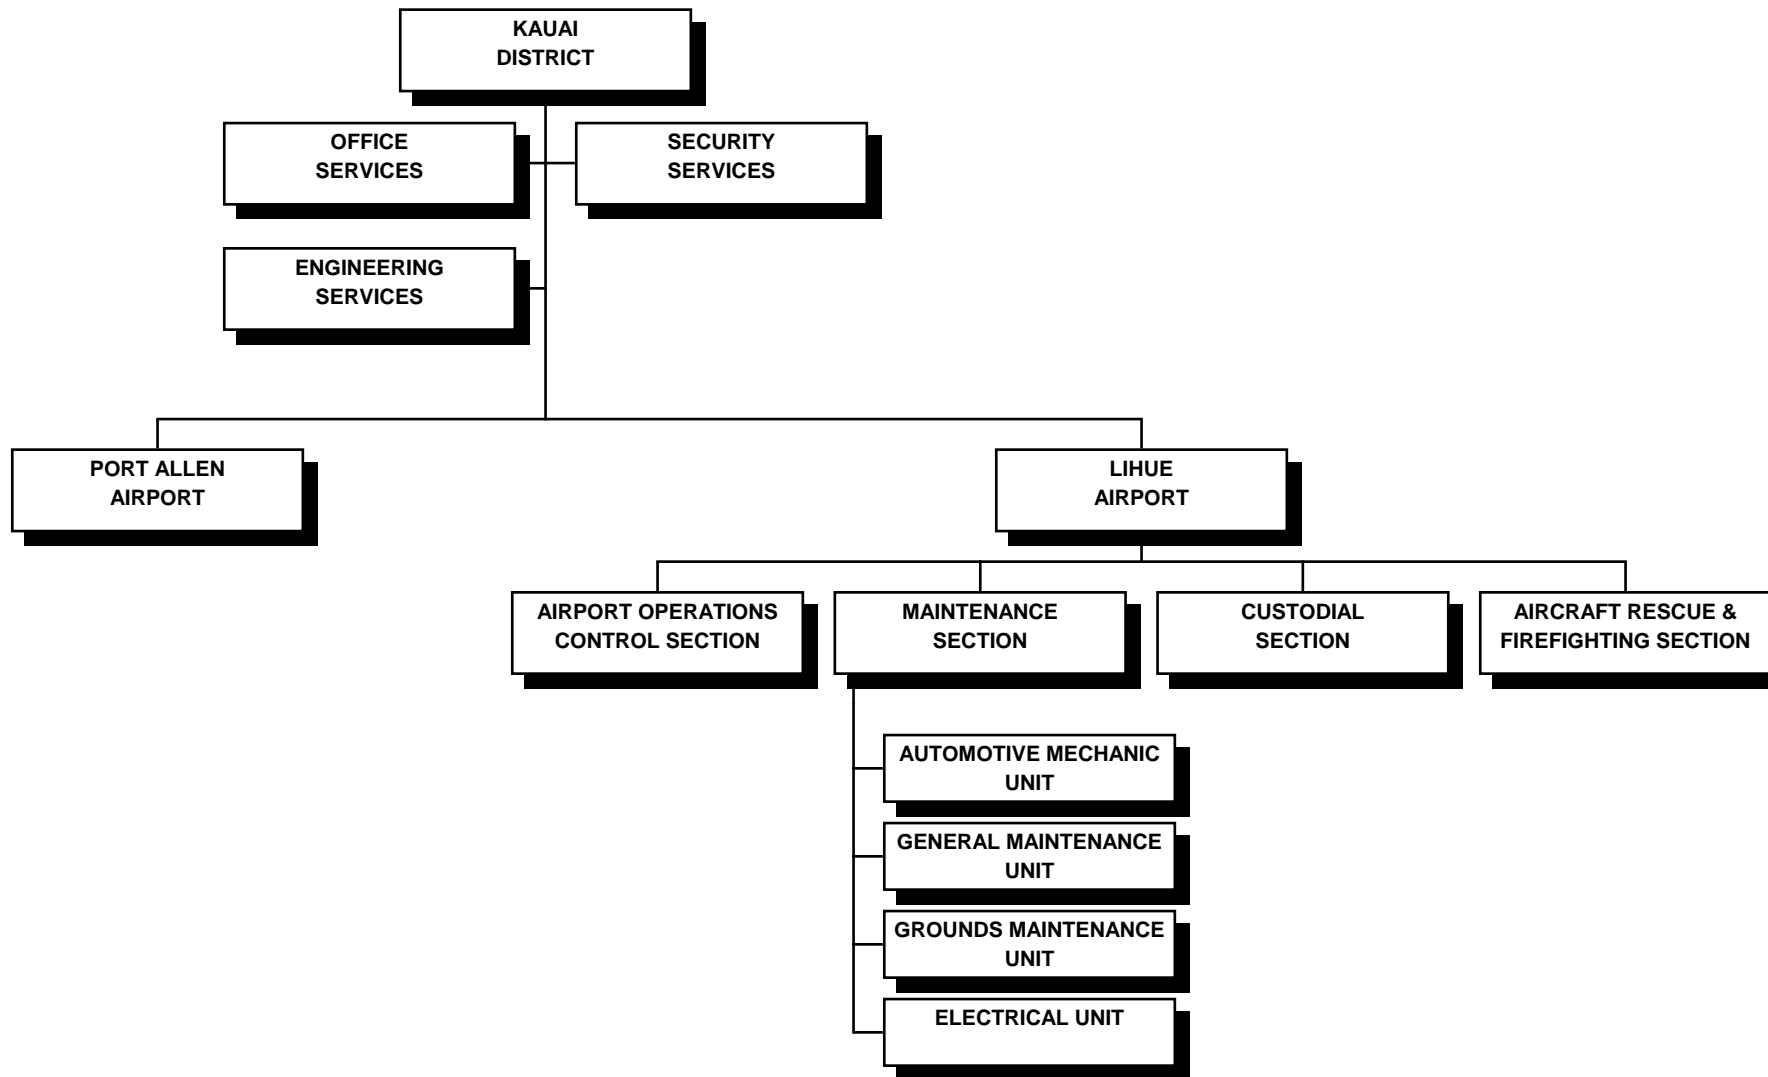 KAUAI
DISTRICT
OFFICE
SERVICES
SECURITY
SERVICES
ENGINEERING
SERVICES
PORT ALLEN
AIRPORT
LIHUE
AIRPORT
AIRPORT OPERATIONS
CONTROL SECTION
MAINTENANCE
SECTION
CUSTODIAL
SECTION
AIRCRAFT RESCUE &
FIREFIGHTING SECTION
AUTOMOTIVE MECHANIC
UNIT
GENERAL MAINTENANCE
UNIT
GROUNDS MAINTENANCE
UNIT
ELECTRICAL UNIT